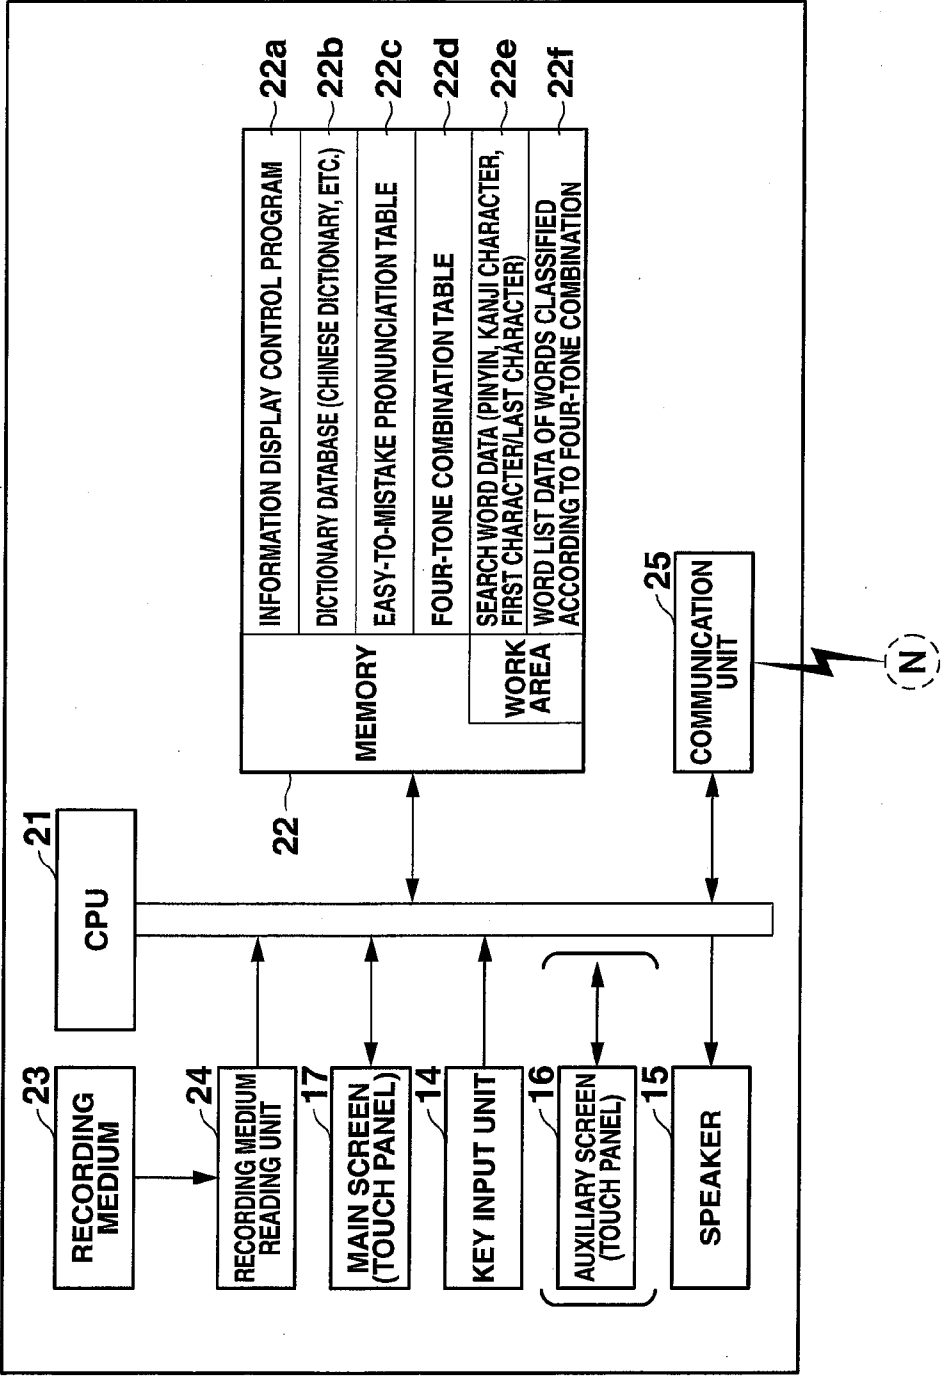 21
CPU
23
RECORDING
MEDIUM
24
RECORDING MEDIUM
READING UNIT
17
MAIN SCREEN
(TOUCH PANEL)
14
KEY INPUT UNIT
16
AUXILIARY SCREEN
(TOUCH PANEL)
15
SPEAKER
22
MEMORY
WORK
AREA
INFORMATION DISPLAY CONTROL PROGRAM
22a
DICTIONARY DATABASE (CHINESE DICTIONARY, ETC.)
22b
EASY-TO-MISTAKE PRONUNCIATION TABLE
22c
FOUR-TONE COMBINATION TABLE
22d
SEARCH WORD DATA (PINYIN, KANJI CHARACTER,
FIRST CHARACTER/LAST CHARACTER)
22e
WORD LIST DATA OF WORDS CLASSIFIED
ACCORDING TO FOUR-TONE COMBINATION
22f
25
COMMUNICATION
UNIT
N